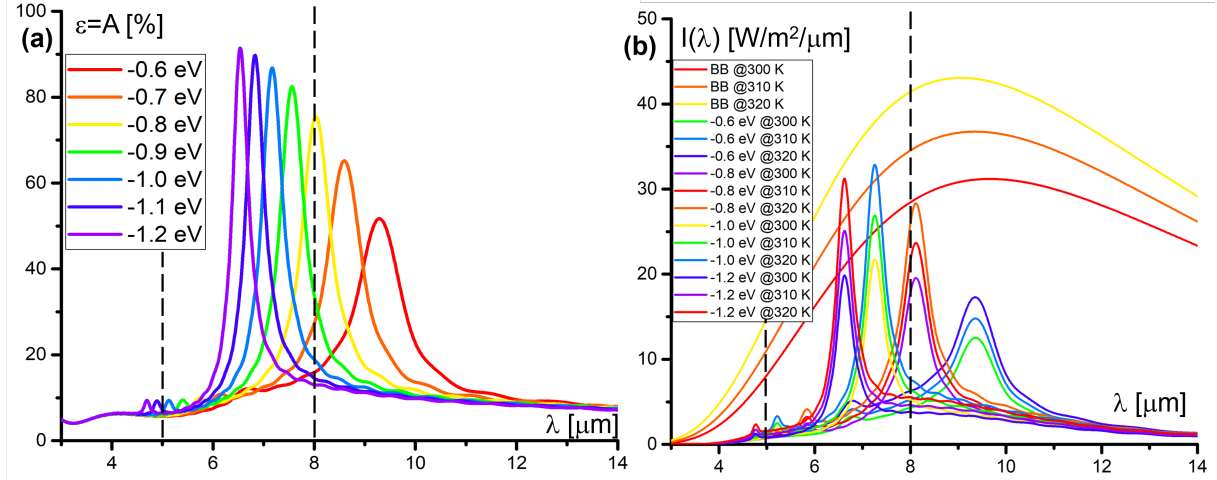 (a)
ε=A [%]
-0.6 eV
-0.7 eV
-0.8 eV
-0.9 eV
-1.0 eV
-1.1 eV
-1.2 eV
100
80
60
40
20
0
4 6 8 10 12 14
λ [μm]
(b)
I(λ) [W/m²/μm]
BB @300 K
BB @310 K
BB @320 K
-0.6 eV @300 K
-0.6 eV @310 K
-0.6 eV @320 K
-0.8 eV @300 K
-0.8 eV @310 K
-0.8 eV @320 K
-1.0 eV @300 K
-1.0 eV @310 K
-1.0 eV @320 K
-1.2 eV @300 K
-1.2 eV @310 K
-1.2 eV @320 K
50
40
30
20
10
0
4 6 8 10 12 14
λ [μm]